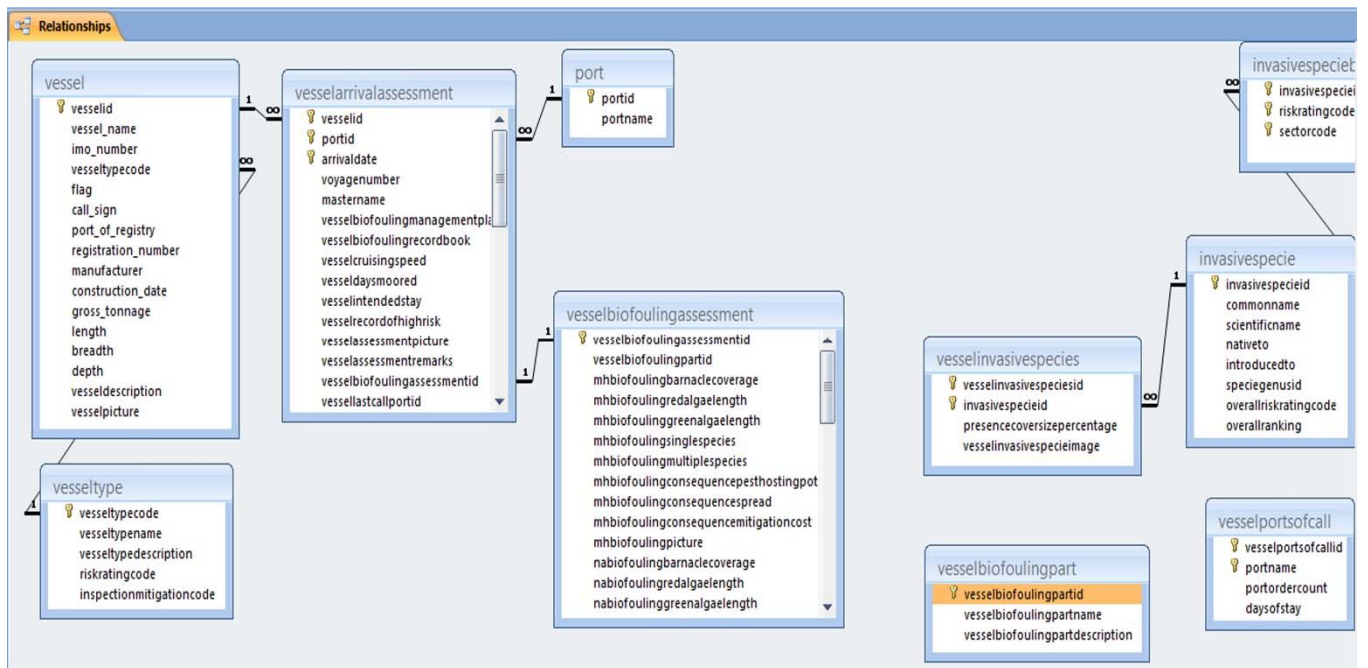 Relationships
vessel
vesselid
vessel_name
imo_number
vesseltypecode
flag
call_sign
port_of_registry
registration_number
manufacturer
construction_date
gross_tonnage
length
breadth
depth
vesseldescription
vesselpicture
1
∞
∞
1
vesseltype
vesseltypecode
vesseltypename
vesseltypedescription
riskratingcode
inspectionmitigationcode
vesselarrivalassessment
vesselid
portid
arrivaldate
voyagenumber
mastername
vesselbiofoulingmanagementpla
vesselbiofoulingrecordbook
vesselcruisingspeed
vesseldaysmoored
vesselintendedstay
vesselrecordofhighrisk
vesselassessmentpicture
vesselassessmentremarks
vesselbiofoulingassessmentid
vessellastcallportid
1
∞
port
portid
portname
1
1
vesselbiofoulingassessment
vesselbiofoulingassessmentid
vesselbiofoulingpartid
mhbiofoulingbarnaclecoverage
mhbiofoulingredalgaelength
mhbiofoulinggreenalgaelength
mhbiofoulingsinglespecies
mhbiofoulingmultiplespecies
mhbiofoulingconsequencepesthostingpot
mhbiofoulingconsequencespread
mhbiofoulingconsequencemitigationcost
mhbiofoulingpicture
nabiofoulingbarnaclecoverage
nabiofoulingredalgaelength
nabiofoulinggreenalgaelength
vesselinvasivespecies
vesselinvasivespeciesid
invasivespecieid
presencecoversizepercentage
vesselinvasivespecieimage
∞
1
vesselbiofoulingpart
vesselbiofoulingpartid
vesselbiofoulingpartname
vesselbiofoulingpartdescription
∞
invasivespecieb
invasivespeciei
riskratingcode
sectorcode
invasivespecie
invasivespecieid
commonname
scientificname
nativeto
introducedto
speciegenusid
overallriskratingcode
overallranking
vesselportsofcall
vesselportsofcallid
portname
portordercount
daysofstay